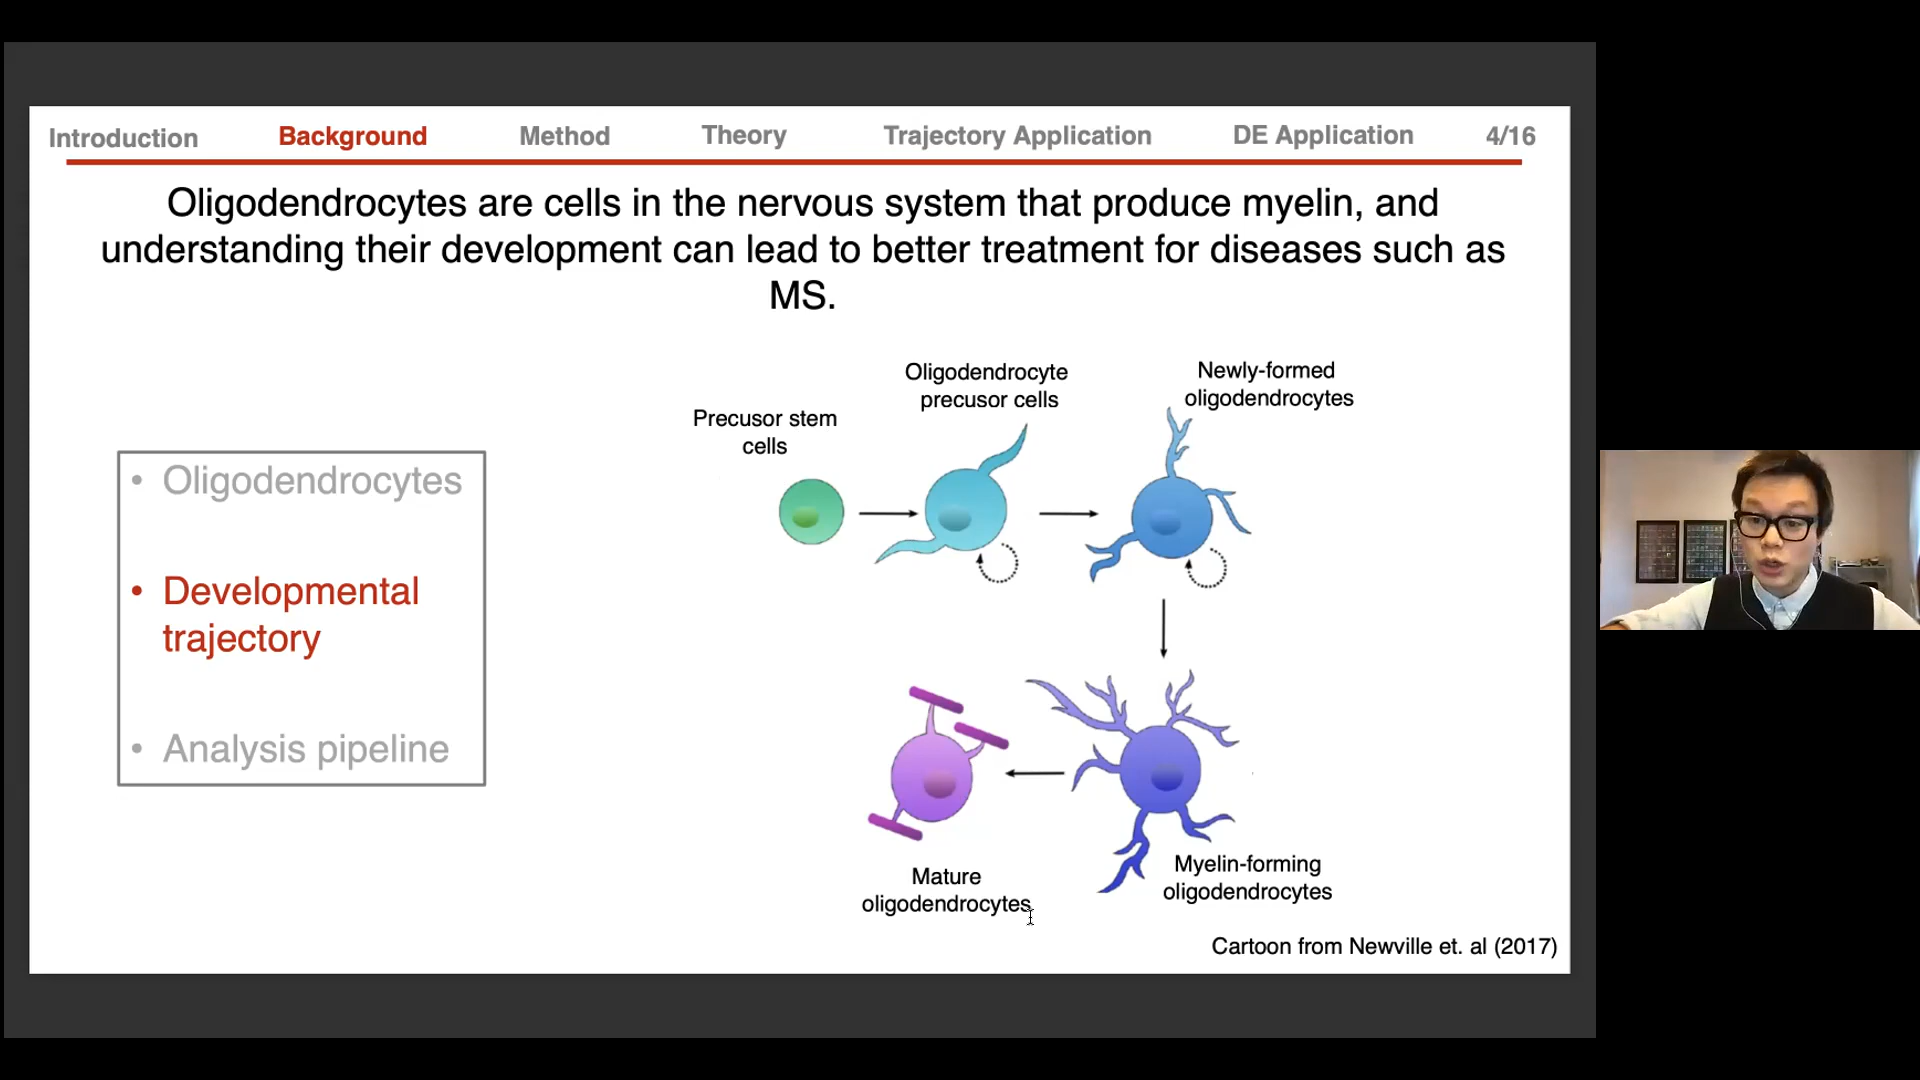 Introduction Background Method Theory Trajectory Application DE Application 4/16
Oligodendrocytes are cells in the nervous system that produce myelin, and
understanding their development can lead to better treatment for diseases such as
MS.
• Oligodendrocytes
• Developmental
trajectory
• Analysis pipeline
Precusor stem
cells
Oligodendrocyte
precusor cells
Newly-formed
oligodendrocytes
Mature
oligodendrocytes
Myelin-forming
oligodendrocytes
Cartoon from Newville et. al (2017)